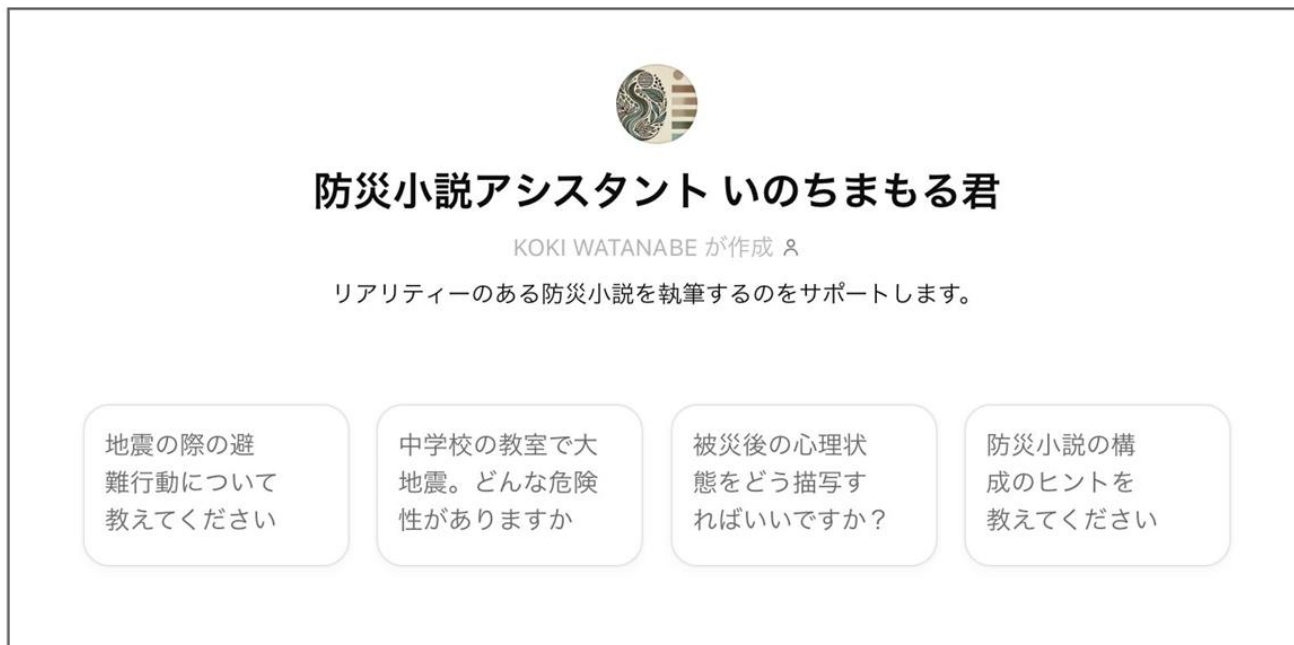 防災小説アシスタント いのちまもる君
KOKI WATANABE が作成
リアリティーのある防災小説を執筆するのをサポートします。
地震の際の避
難行動について
教えてください
中学校の教室で大
地震。どんな危険
性がありますか
被災後の心理状
態をどう描写す
ればいいですか？
防災小説の構
成のヒントを
教えてください